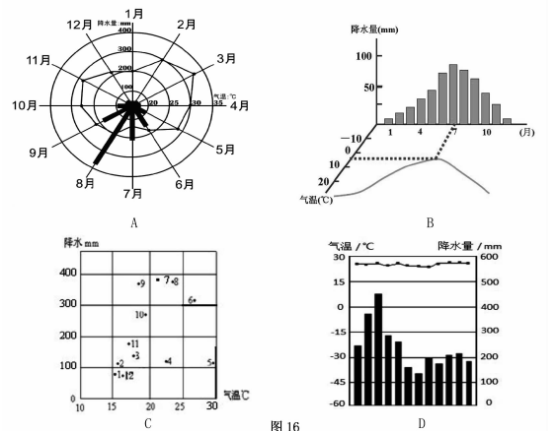 1月
12月 降水量 mm 2月
400
300
11月 200 3月
100
气温:℃
10月 20 25 30 35 4月
9月 5月
8月 6月
7月
A
降水量(mm)
100
50
1 4 7 10 (月)
-10
0
10
20
气温(℃)
B
降水mm
400
300
200
100
0
•9 7 •8
6•
10•
•11
•3
•2 •4 5•
•1 •12
10 15 20 25 30
气温℃
C
气温/℃ 降水量/mm
30 600
15 500
0 400
-15 300
-30 200
-45 100
-60 0
D
图16